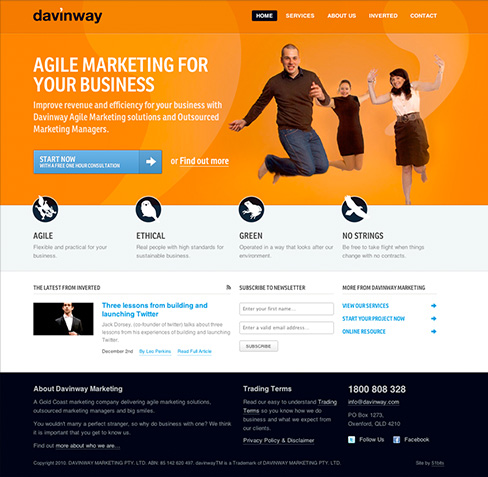 davinway
HOME SERVICES ABOUT US INVERTED CONTACT
AGILE MARKETING FOR
YOUR BUSINESS
Improve revenue and efficiency for your business with
Davinway Agile Marketing solutions and Outsourced
Marketing Managers.
START NOW
WITH A FREE ONE HOUR CONSULTATION
or Find out more
AGILE
Flexible and practical for your
business.
ETHICAL
Real people with high standards for
sustainable business.
GREEN
Operated in a way that looks after our
environment.
NO STRINGS
Be free to take flight when things
change with no contracts.
THE LATEST FROM INVERTED
Three lessons from building and
launching Twitter
Jack Dorsey, (co-founder of twitter) talks about three
lessons from his experiences of building and launching
Twitter.
December 2nd By Leo Perkins Read Full Article
SUBSCRIBE TO NEWSLETTER
Enter your first name ...
Enter a valid email address...
SUBSCRIBE
MORE FROM DAVINWAY MARKETING
VIEW OUR SERVICES
START YOUR PROJECT NOW
ONLINE RESOURCE
About Davinway Marketing
A Gold Coast marketing company delivering agile marketing solutions,
outsourced marketing managers and big smiles.
You wouldn't marry a perfect stranger, so why do business with one? We think
it is important that you get to know us.
Find out more about who we are...
Trading Terms
Read our easy to understand Trading
Terms so you know how we do
business and what we expect from
our clients.
Privacy Policy & Disclaimer
1800 808 328
info@davinway.com
PO Box 1273,
Oxenford, QLD 4210
Follow Us Facebook
Copyright 2010. DAVINWAY MARKETING PTY. LTD. ABN: 85 142 625 497. davinwayTM is a Trademark of DAVINWAY MARKETING PTY. LTD.
Site by